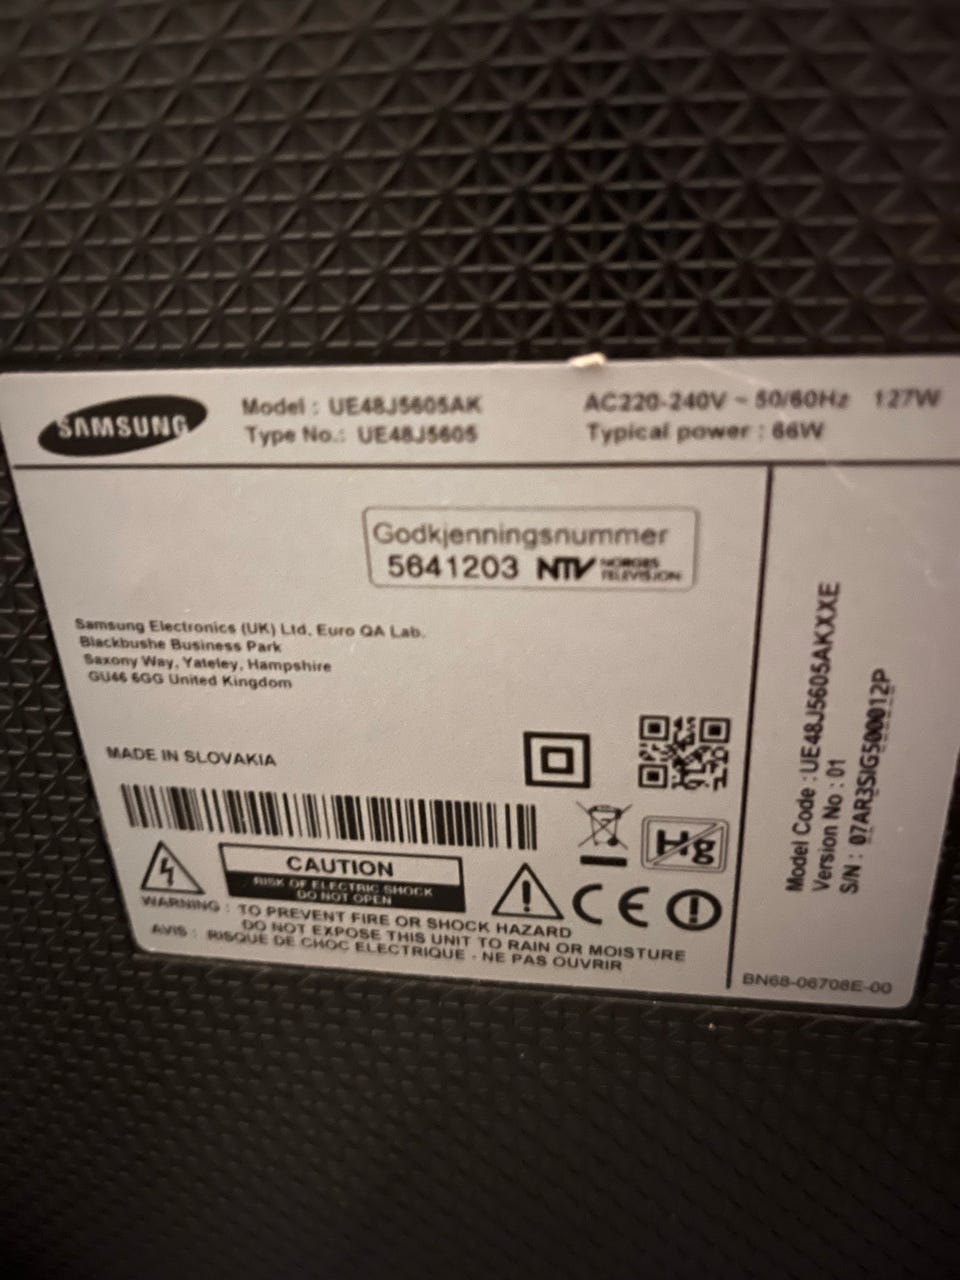 SAMSUNG
Model : UE48J5605AK
Type No.: UE48J5605
AC220-240V ~ 50/60Hz 127W
Typical power : 66W
Godkjenningsnummer
5641203 NTV NORGES TELEVISION
Samsung Electronics (UK) Ltd, Euro QA Lab.
Blackbushe Business Park
Saxony Way, Yateley, Hampshire
GU46 6GG United Kingdom
MADE IN SLOVAKIA
Hg
CAUTION
RISK OF ELECTRIC SHOCK
DO NOT OPEN
CE
WARNING : TO PREVENT FIRE OR SHOCK HAZARD
DO NOT EXPOSE THIS UNIT TO RAIN OR MOISTURE
AVIS : RISQUE DE CHOC ELECTRIQUE - NE PAS OUVRIR
Model Code : UE48J5605AKXXE
Version No : 01
S/N : 07AR3SIG500012P
BN68-06708E-00